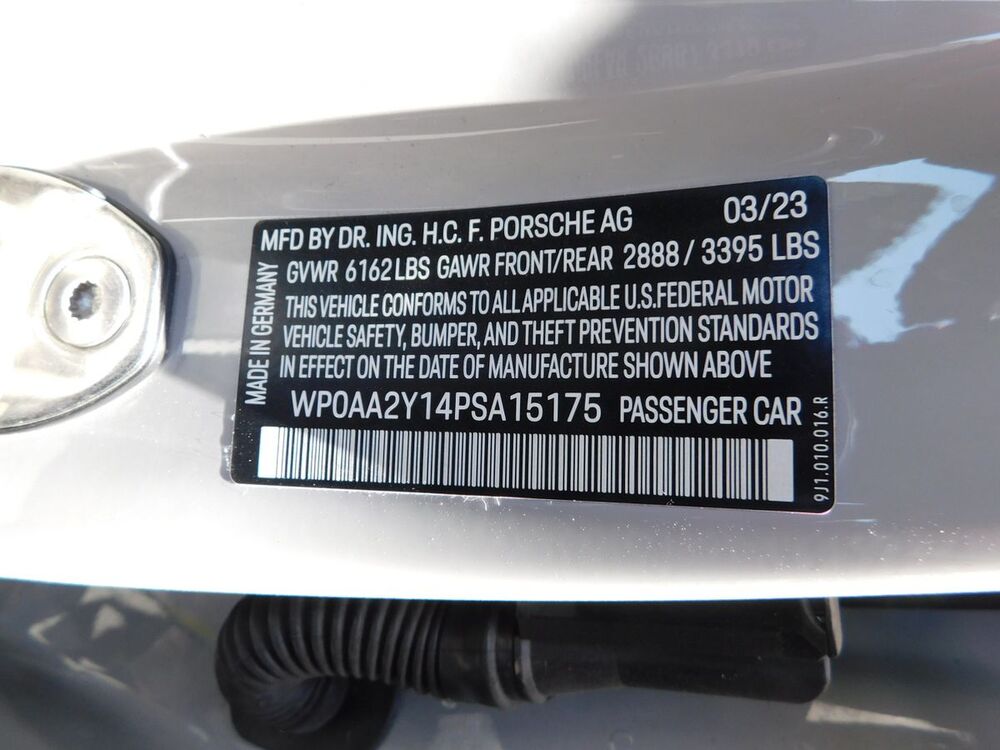 MFD BY DR. ING. H.C. F. PORSCHE AG 03/23
GVWR 6162 LBS GAWR FRONT/REAR 2888 / 3395 LBS
THIS VEHICLE CONFORMS TO ALL APPLICABLE U.S.FEDERAL MOTOR
VEHICLE SAFETY, BUMPER, AND THEFT PREVENTION STANDARDS
IN EFFECT ON THE DATE OF MANUFACTURE SHOWN ABOVE
WP0AA2Y14PSA15175 PASSENGER CAR
MADE IN GERMANY
9J1.010.016.R